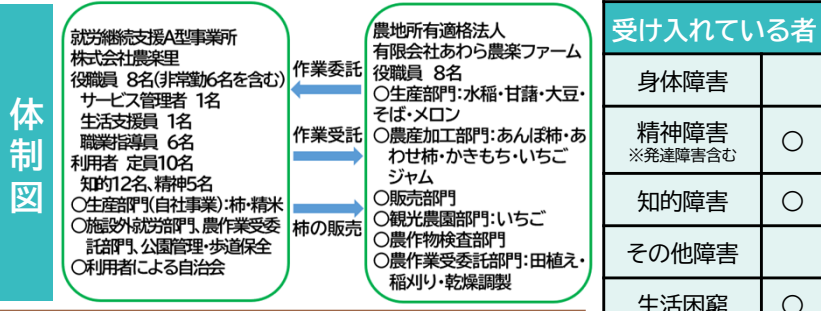 体制図
就労継続支援A型事業所
株式会社農楽里
役職員 8名(非常勤6名を含む)
サービス管理者 1名
生活支援員 1名
職業指導員 6名
利用者 定員10名
知的12名、精神5名
○生産部門(自社事業):柿・精米
○施設外就労部門、農作業受委
託部門、公園管理・歩道保全
○利用者による自治会
作業委託
作業受託
柿の販売
農地所有適格法人
有限会社あわら農楽ファーム
役職員 8名
○生産部門:水稲・甘藷・大豆・
そば・メロン
○農産加工部門:あんぽ柿・あ
わせ柿・かきもち・いちご
ジャム
○販売部門
○観光農園部門:いちご
○農作物検査部門
○農作業受委託部門:田植え・
稲刈り・乾燥調製
受け入れている者
身体障害
精神障害 ○
※発達障害含む
知的障害 ○
その他障害
生活困窮 ○